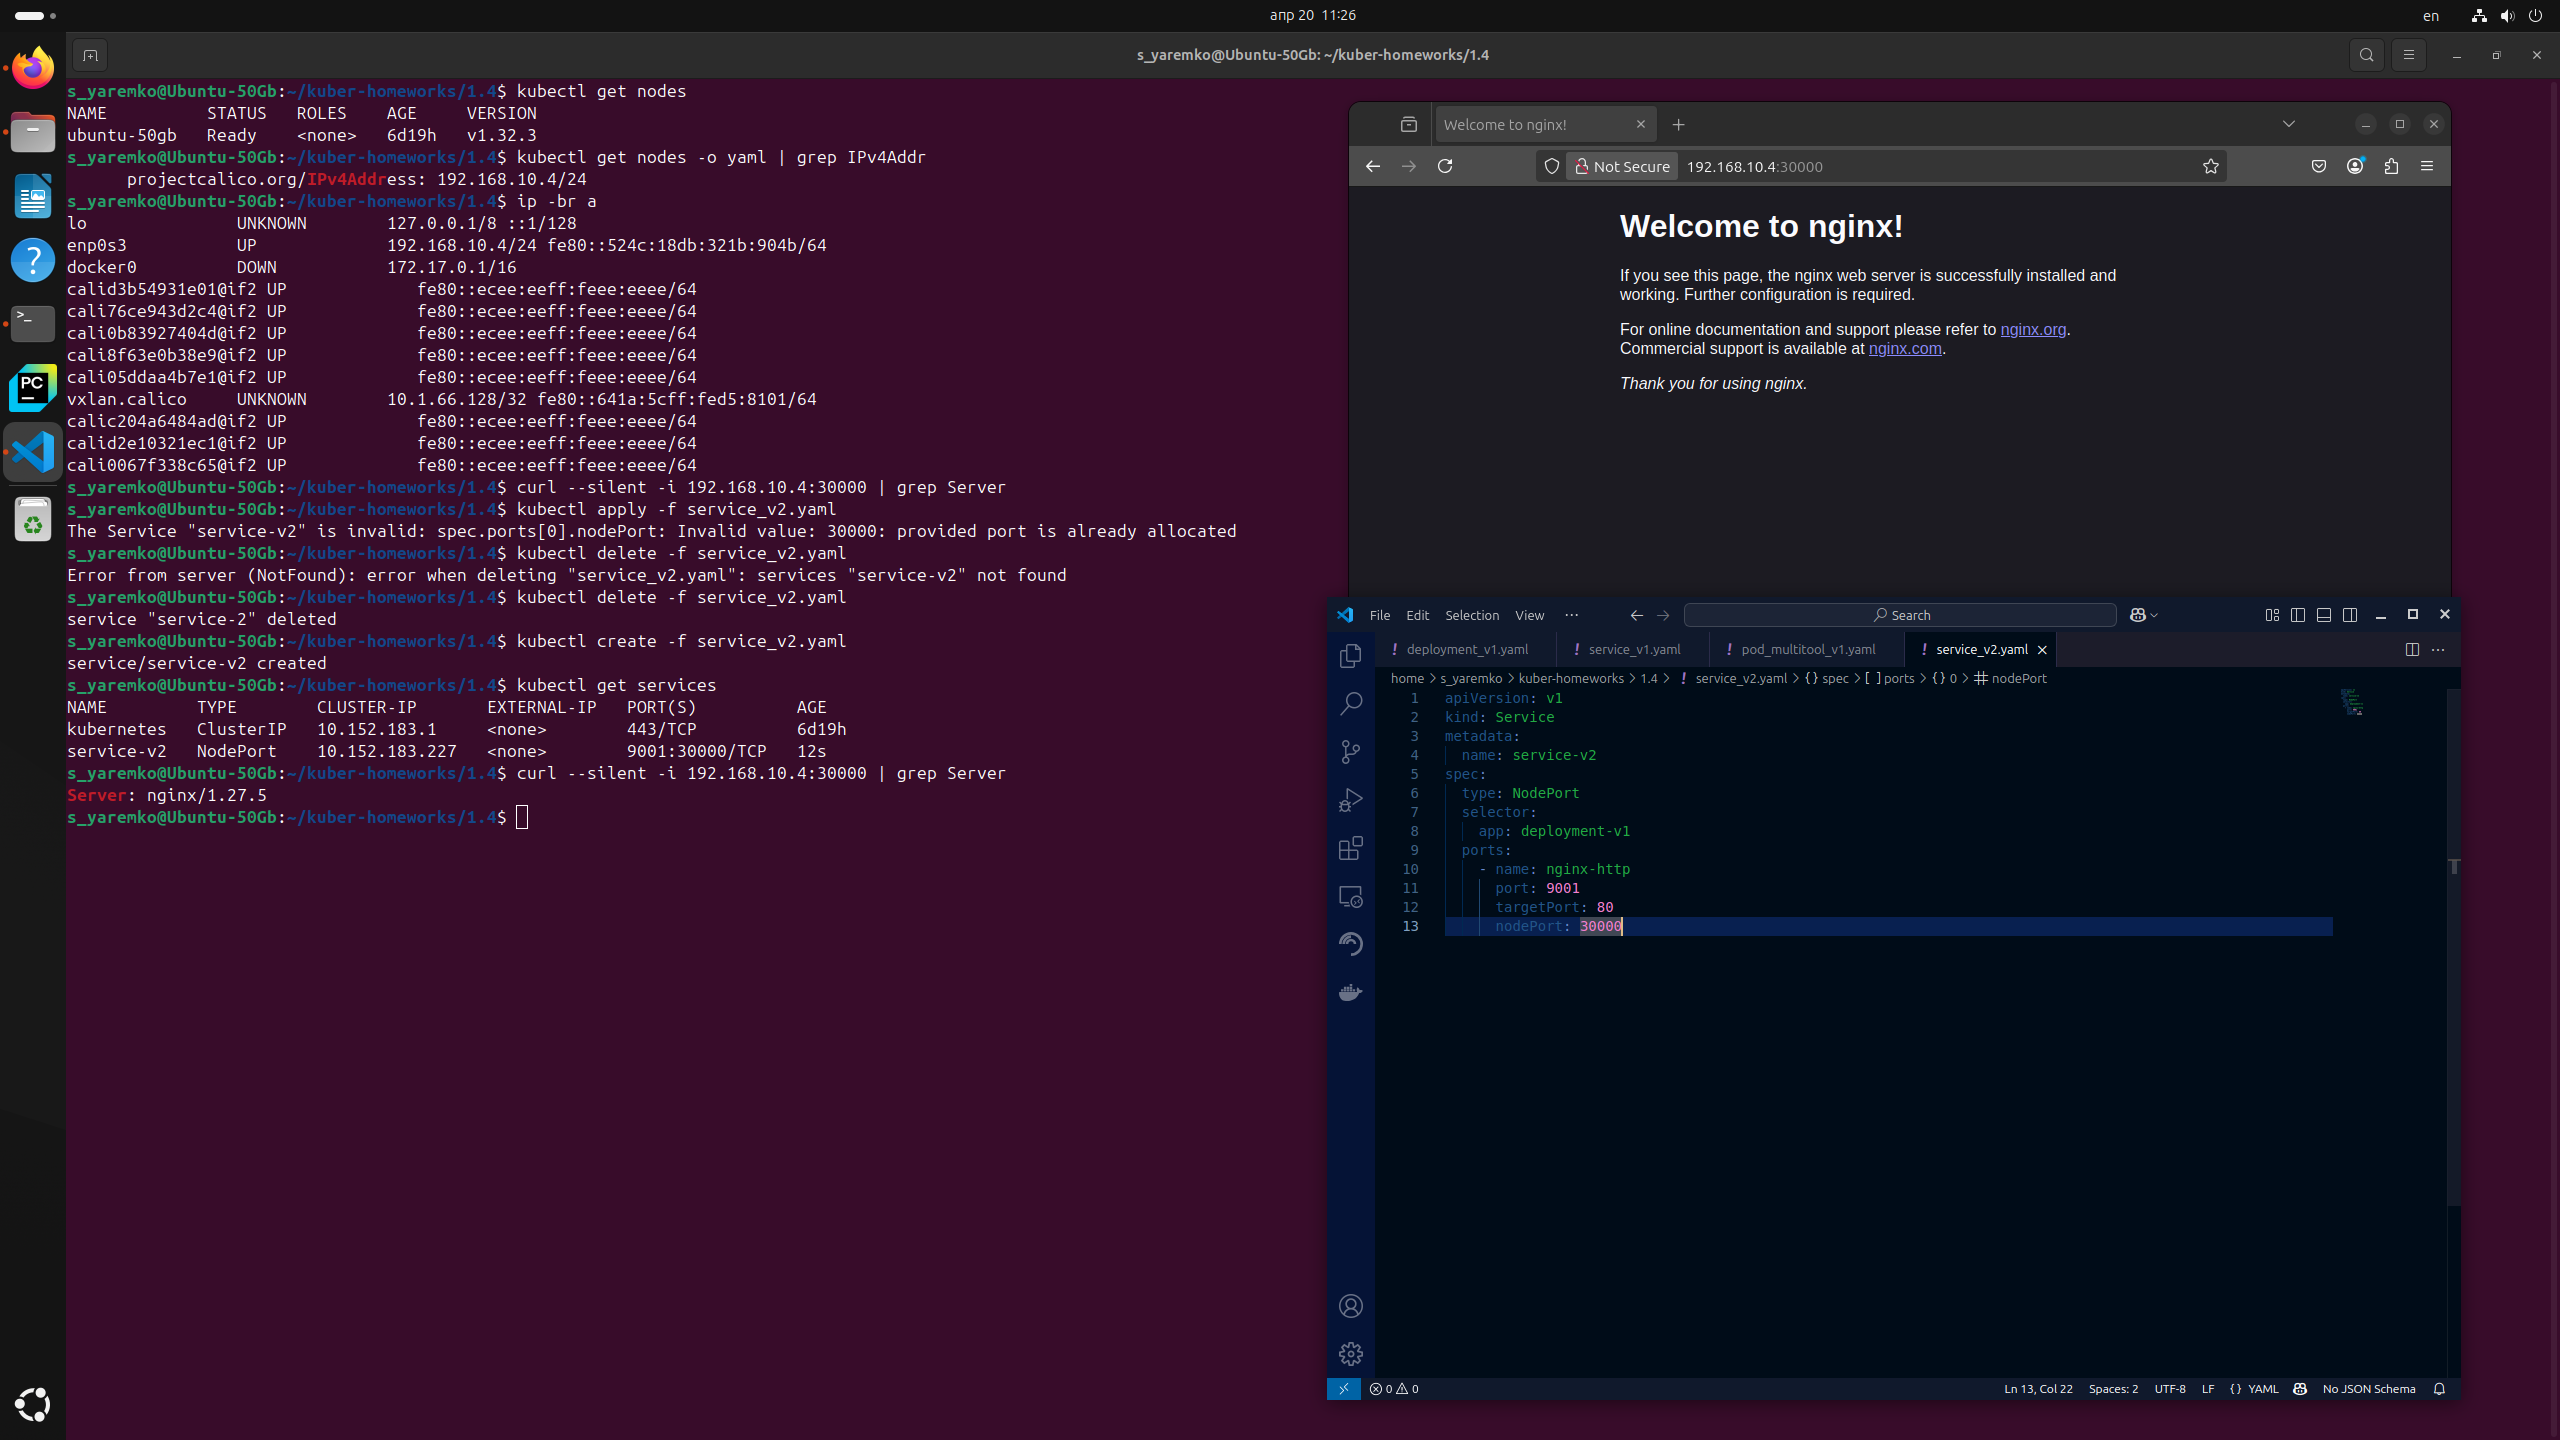 апр 20 11:26
en
s_yaremko@Ubuntu-50Gb: ~/kuber-homeworks/1.4
s_yaremko@Ubuntu-50Gb:~/kuber-homeworks/1.4$ kubectl get nodes
NAME STATUS ROLES AGE VERSION
ubuntu-50gb Ready <none> 6d19h v1.32.3
s_yaremko@Ubuntu-50Gb:~/kuber-homeworks/1.4$ kubectl get nodes -o yaml | grep IPv4Addr
projectcalico.org/IPv4Address: 192.168.10.4/24
s_yaremko@Ubuntu-50Gb:~/kuber-homeworks/1.4$ ip -br a
lo UNKNOWN 127.0.0.1/8 ::1/128
enp0s3 UP 192.168.10.4/24 fe80::524c:18db:321b:904b/64
docker0 DOWN 172.17.0.1/16
calid3b54931e01@if2 UP fe80::ecee:eeff:feee:eeee/64
cali76ce943d2c4@if2 UP fe80::ecee:eeff:feee:eeee/64
cali0b83927404d@if2 UP fe80::ecee:eeff:feee:eeee/64
cali8f63e0b38e9@if2 UP fe80::ecee:eeff:feee:eeee/64
cali05ddaa4b7e1@if2 UP fe80::ecee:eeff:feee:eeee/64
vxlan.calico UNKNOWN 10.1.66.128/32 fe80::641a:5cff:fed5:8101/64
calic204a6484ad@if2 UP fe80::ecee:eeff:feee:eeee/64
calid2e10321ec1@if2 UP fe80::ecee:eeff:feee:eeee/64
cali0067f338c65@if2 UP fe80::ecee:eeff:feee:eeee/64
s_yaremko@Ubuntu-50Gb:~/kuber-homeworks/1.4$ curl --silent -i 192.168.10.4:30000 | grep Server
s_yaremko@Ubuntu-50Gb:~/kuber-homeworks/1.4$ kubectl apply -f service_v2.yaml
The Service "service-v2" is invalid: spec.ports[0].nodePort: Invalid value: 30000: provided port is already allocated
s_yaremko@Ubuntu-50Gb:~/kuber-homeworks/1.4$ kubectl delete -f service_v2.yaml
Error from server (NotFound): error when deleting "service_v2.yaml": services "service-v2" not found
s_yaremko@Ubuntu-50Gb:~/kuber-homeworks/1.4$ kubectl delete -f service_v2.yaml
service "service-2" deleted
s_yaremko@Ubuntu-50Gb:~/kuber-homeworks/1.4$ kubectl create -f service_v2.yaml
service/service-v2 created
s_yaremko@Ubuntu-50Gb:~/kuber-homeworks/1.4$ kubectl get services
NAME TYPE CLUSTER-IP EXTERNAL-IP PORT(S) AGE
kubernetes ClusterIP 10.152.183.1 <none> 443/TCP 6d19h
service-v2 NodePort 10.152.183.227 <none> 9001:30000/TCP 12s
s_yaremko@Ubuntu-50Gb:~/kuber-homeworks/1.4$ curl --silent -i 192.168.10.4:30000 | grep Server
Server: nginx/1.27.5
s_yaremko@Ubuntu-50Gb:~/kuber-homeworks/1.4$
PC
Welcome to nginx!
Not Secure 192.168.10.4:30000
Welcome to nginx!
If you see this page, the nginx web server is successfully installed and
working. Further configuration is required.
For online documentation and support please refer to nginx.org.
Commercial support is available at nginx.com.
Thank you for using nginx.
File Edit Selection View ··· Search
! deployment_v1.yaml ! service_v1.yaml ! pod_multitool_v1.yaml ! service_v2.yaml
home > s_yaremko > kuber-homeworks > 1.4 > ! service_v2.yaml > {} spec > [ ] ports > {} 0 > # nodePort
1 apiVersion: v1
2 kind: Service
3 metadata:
4 name: service-v2
5 spec:
6 type: NodePort
7 selector:
8 app: deployment-v1
9 ports:
10 - name: nginx-http
11 port: 9001
12 targetPort: 80
13 nodePort: 30000
0 0 Ln 13, Col 22 Spaces: 2 UTF-8 LF {} YAML No JSON Schema